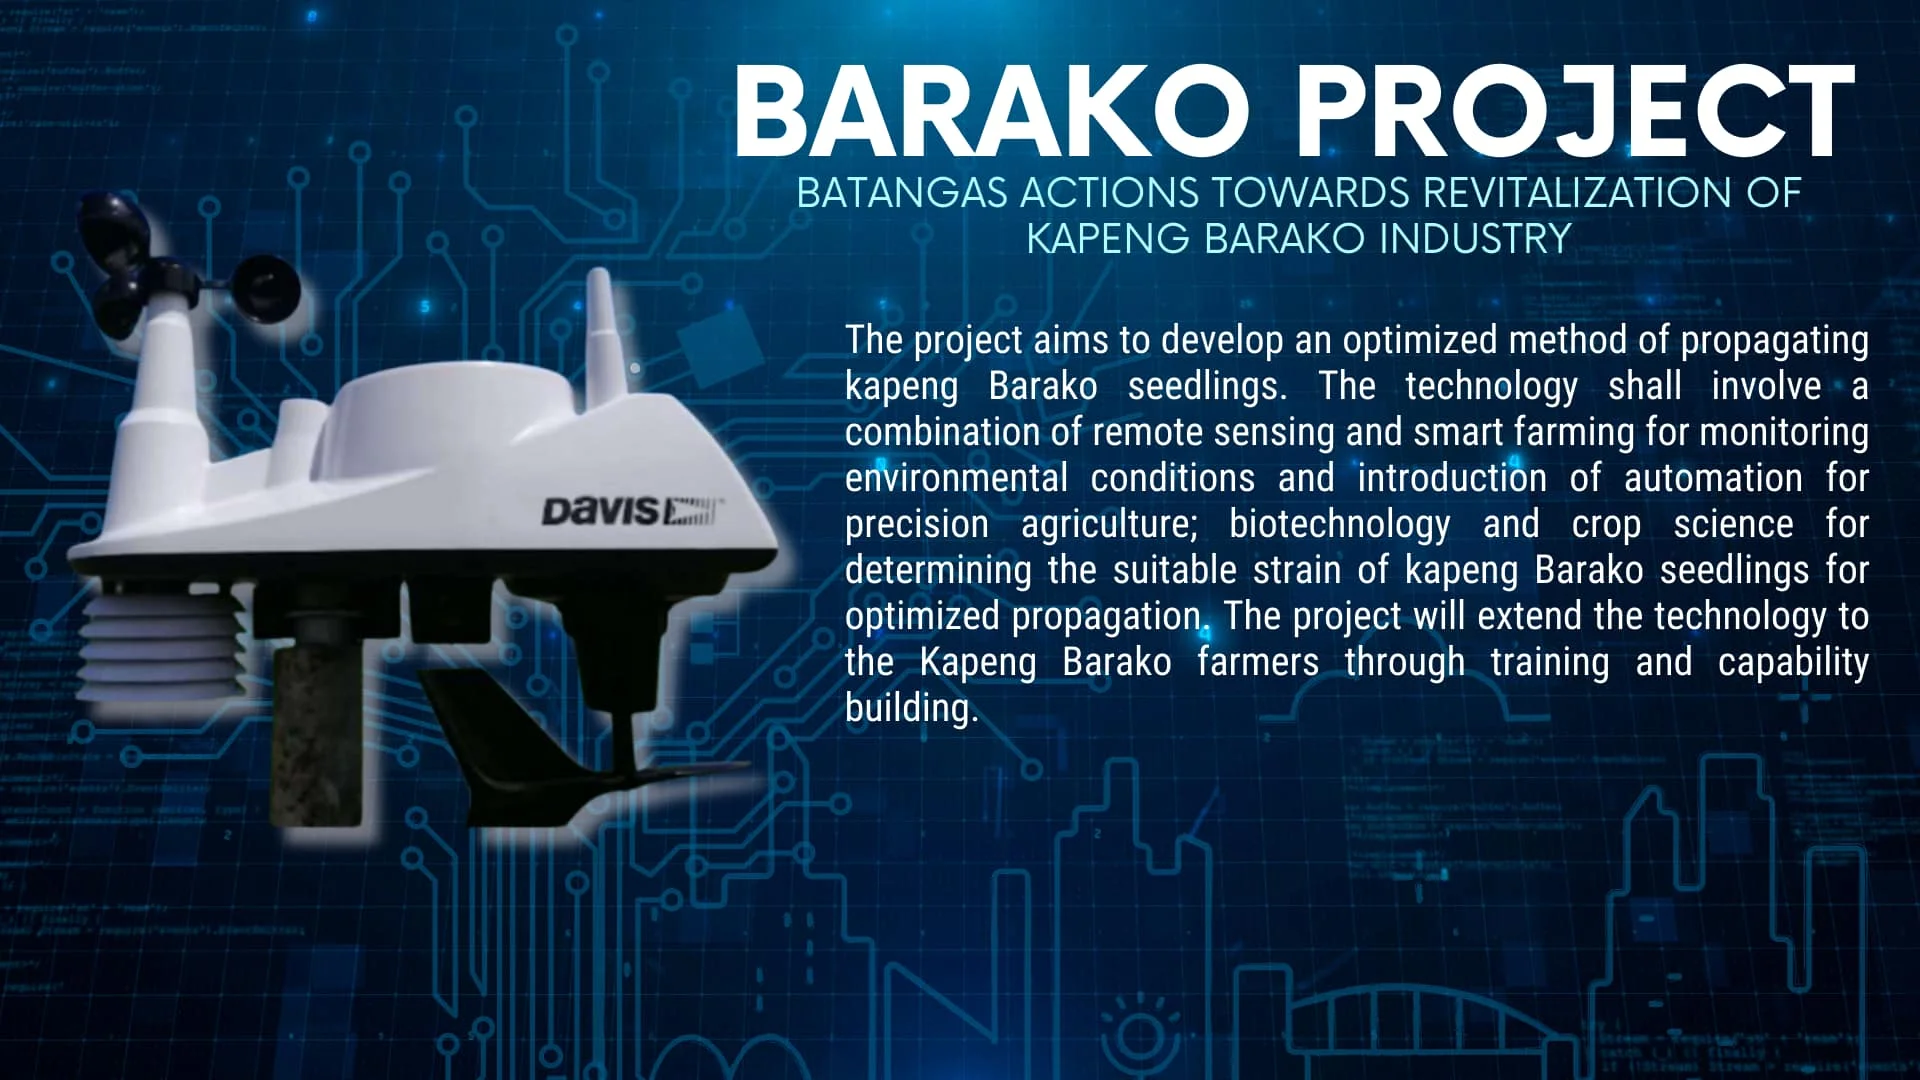 BARAKO PROJECT
BATANGAS ACTIONS TOWARDS REVITALIZATION OF
KAPENG BARAKO INDUSTRY
The project aims to develop an optimized method of propagating
kapeng Barako seedlings. The technology shall involve a
combination of remote sensing and smart farming for monitoring
environmental conditions and introduction of automation for
precision agriculture; biotechnology and crop science for
determining the suitable strain of kapeng Barako seedlings for
optimized propagation. The project will extend the technology to
the Kapeng Barako farmers through training and capability
building.
DAVIS